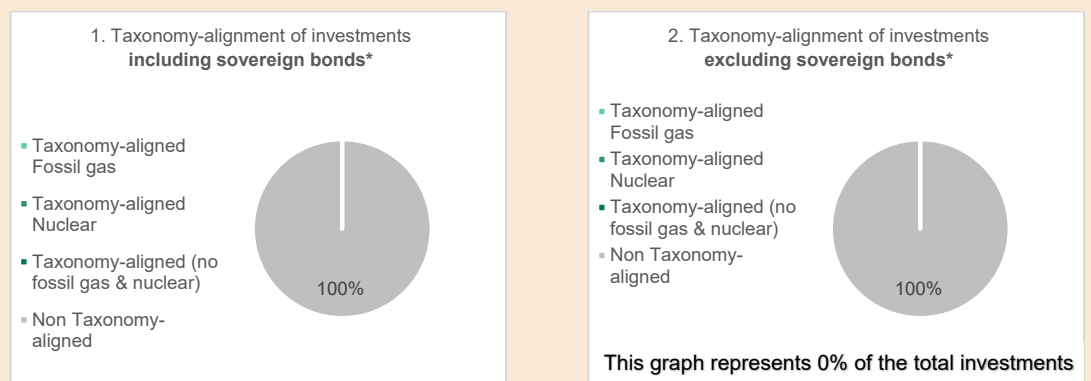 1. Taxonomy-alignment of investments
including sovereign bonds*
Taxonomy-aligned
Fossil gas
Taxonomy-aligned
Nuclear
Taxonomy-aligned (no
fossil gas & nuclear)
Non Taxonomy-
aligned
100%
2. Taxonomy-alignment of investments
excluding sovereign bonds*
Taxonomy-aligned
Fossil gas
Taxonomy-aligned
Nuclear
Taxonomy-aligned (no
fossil gas & nuclear)
Non Taxonomy-
aligned
100%
This graph represents 0% of the total investments